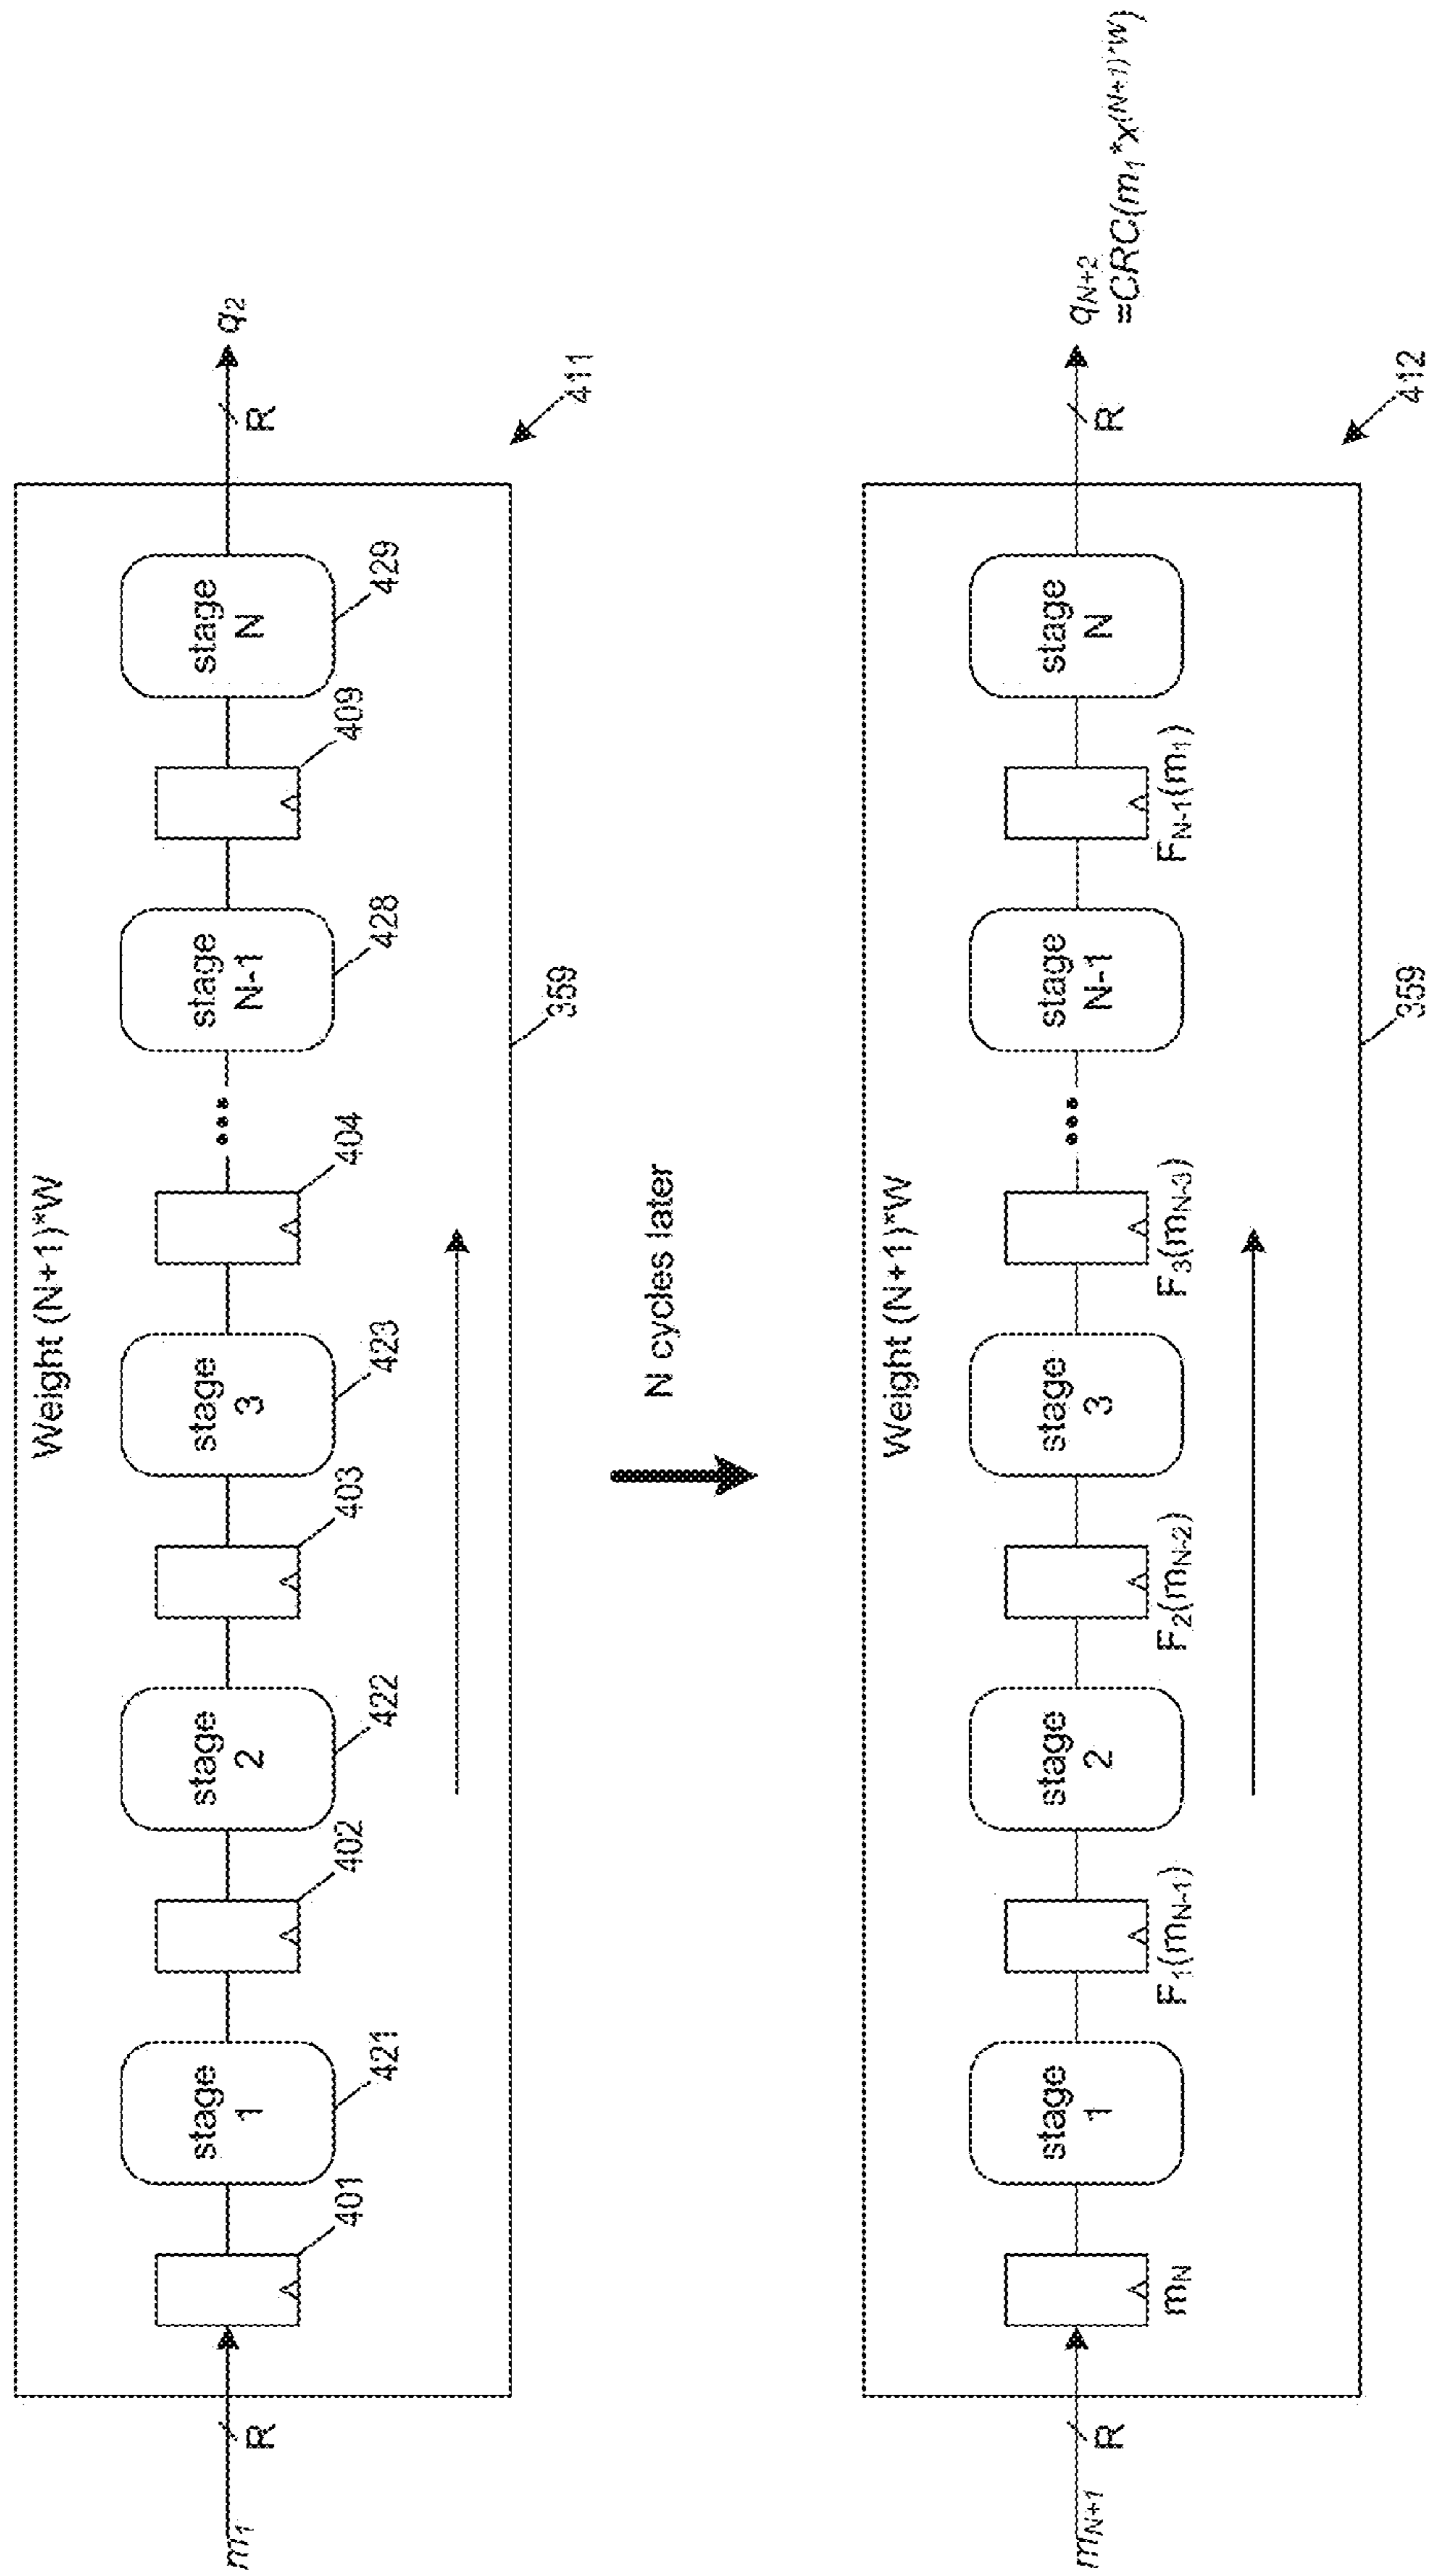 Weight (N+1)*W
m1
R
401
stage
1
421
402
stage
2
422
403
stage
3
423
404
•••
stage
N-1
428
409
stage
N
429
R
q2
359
411
N cycles later
Weight (N+1)*W
mN+1
R
mN
stage
1
F1(mN-1)
stage
2
F2(mN-2)
stage
3
F3(mN-3)
•••
stage
N-1
FN-1(m1)
stage
N
R
qN+2
=CRC(m1*x(N+1)*W)
359
412